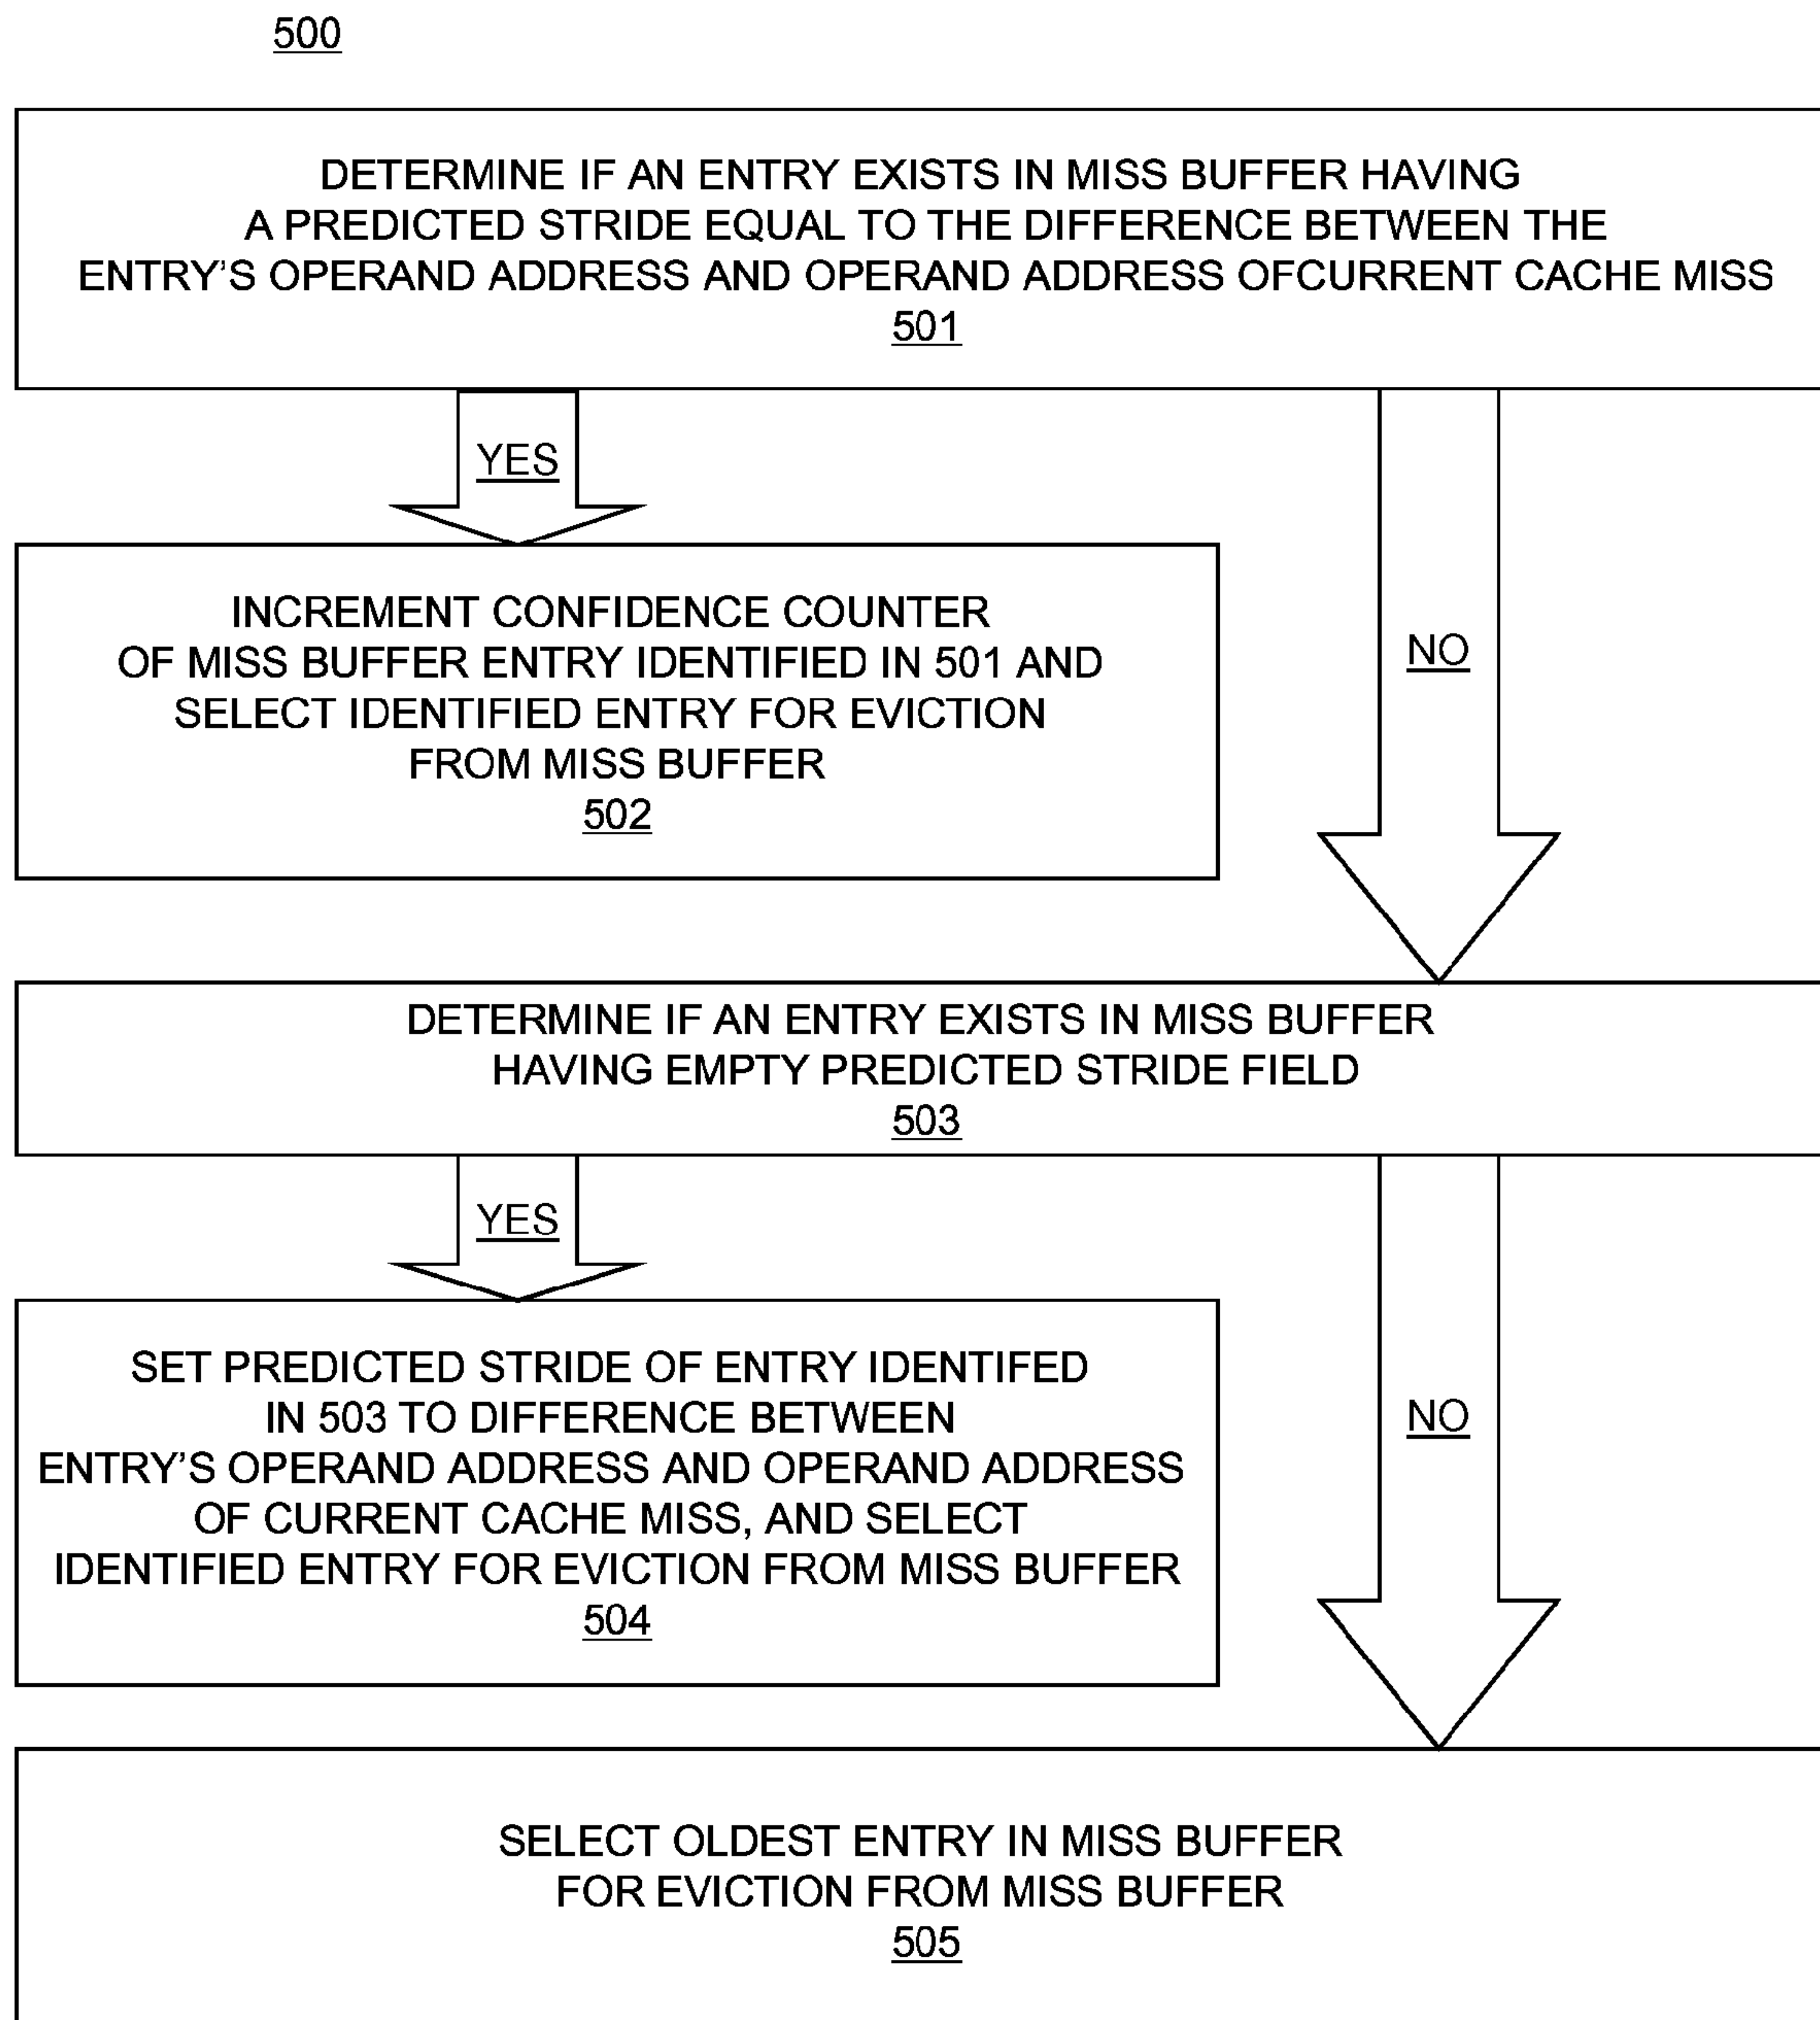 500
DETERMINE IF AN ENTRY EXISTS IN MISS BUFFER HAVING
A PREDICTED STRIDE EQUAL TO THE DIFFERENCE BETWEEN THE
ENTRY'S OPERAND ADDRESS AND OPERAND ADDRESS OFCURRENT CACHE MISS
501
YES
NO
INCREMENT CONFIDENCE COUNTER
OF MISS BUFFER ENTRY IDENTIFIED IN 501 AND
SELECT IDENTIFIED ENTRY FOR EVICTION
FROM MISS BUFFER
502
DETERMINE IF AN ENTRY EXISTS IN MISS BUFFER
HAVING EMPTY PREDICTED STRIDE FIELD
503
YES
NO
SET PREDICTED STRIDE OF ENTRY IDENTIFED
IN 503 TO DIFFERENCE BETWEEN
ENTRY'S OPERAND ADDRESS AND OPERAND ADDRESS
OF CURRENT CACHE MISS, AND SELECT
IDENTIFIED ENTRY FOR EVICTION FROM MISS BUFFER
504
SELECT OLDEST ENTRY IN MISS BUFFER
FOR EVICTION FROM MISS BUFFER
505